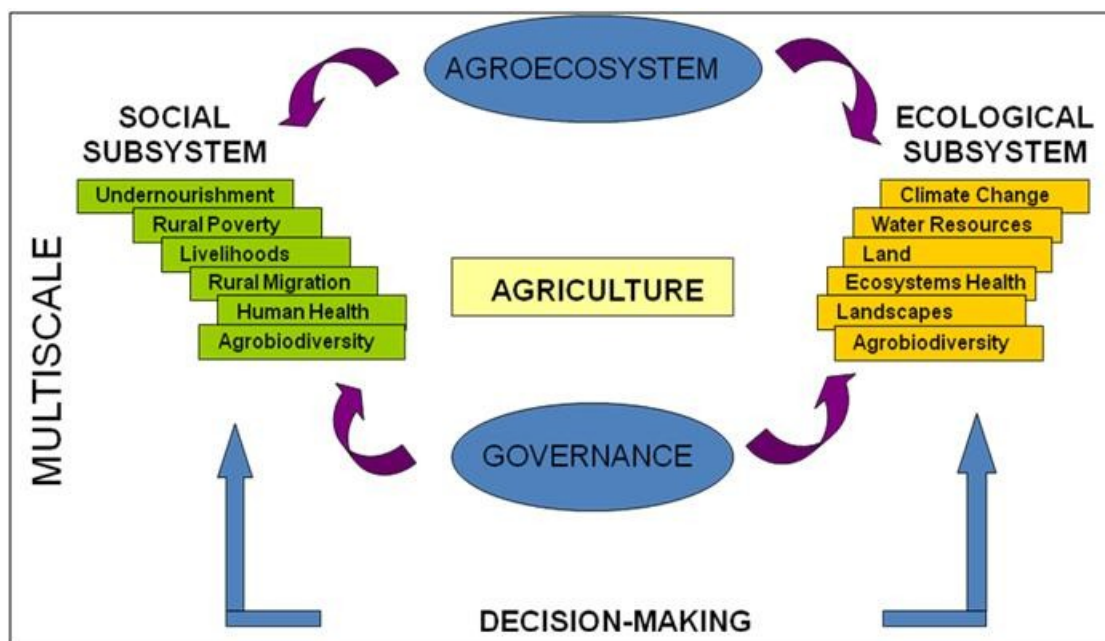 AGROECOSYSTEM
SOCIAL
SUBSYSTEM
Undernourishment
Rural Poverty
Livelihoods
Rural Migration
Human Health
Agrobiodiversity
AGRICULTURE
ECOLOGICAL
SUBSYSTEM
Climate Change
Water Resources
Land
Ecosystems Health
Landscapes
Agrobiodiversity
MULTISCALE
GOVERNANCE
DECISION-MAKING